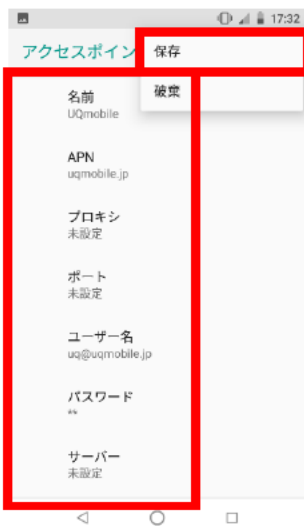 17:32
アクセスポイン
保存
破棄
名前
UQmobile
APN
uqmobile.jp
プロキシ
未設定
ポート
未設定
ユーザー名
uq@uqmobile.jp
パスワード
**
サーバー
未設定